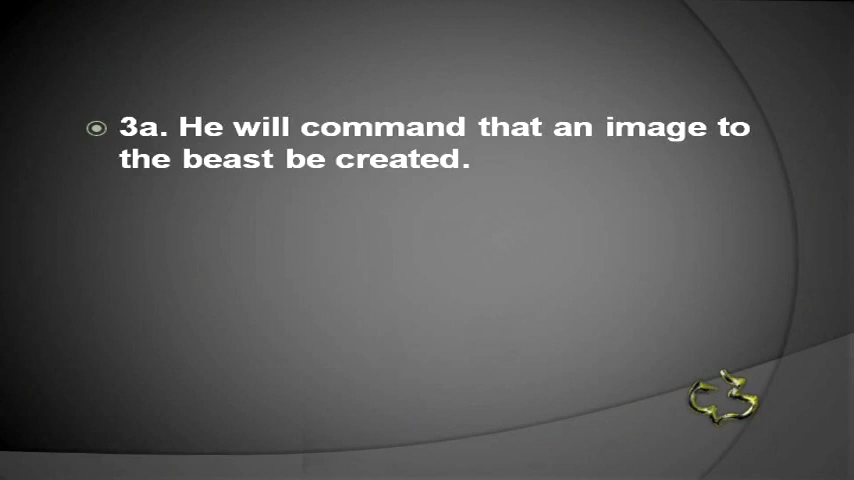 3a. He will command that an image to
the beast be created.